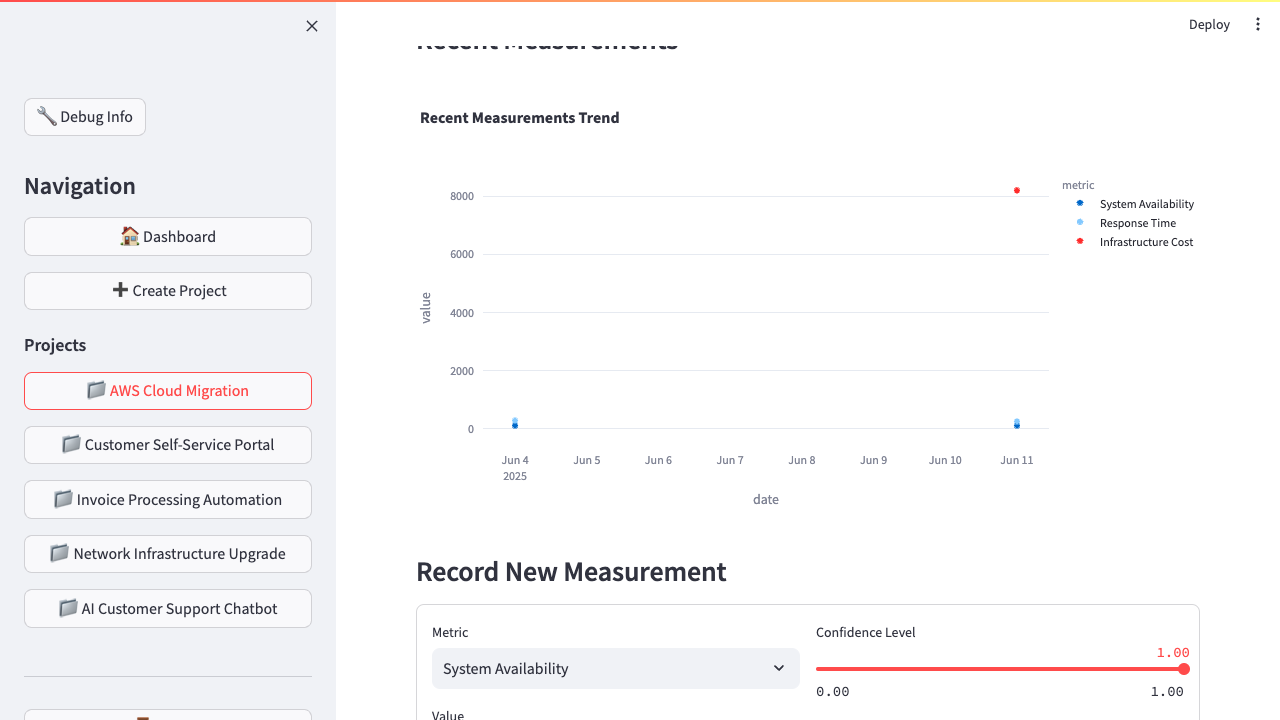 Deploy
🔧 Debug Info
Navigation
🏠 Dashboard
➕ Create Project
Projects
📁 AWS Cloud Migration
📁 Customer Self-Service Portal
📁 Invoice Processing Automation
📁 Network Infrastructure Upgrade
📁 AI Customer Support Chatbot
Recent Measurements
Recent Measurements Trend
8000
6000
4000
2000
0
value
Jun 4 Jun 5 Jun 6 Jun 7 Jun 8 Jun 9 Jun 10 Jun 11
2025
date
metric
System Availability
Response Time
Infrastructure Cost
Record New Measurement
Metric
System Availability
Value
Confidence Level
1.00
0.00 1.00